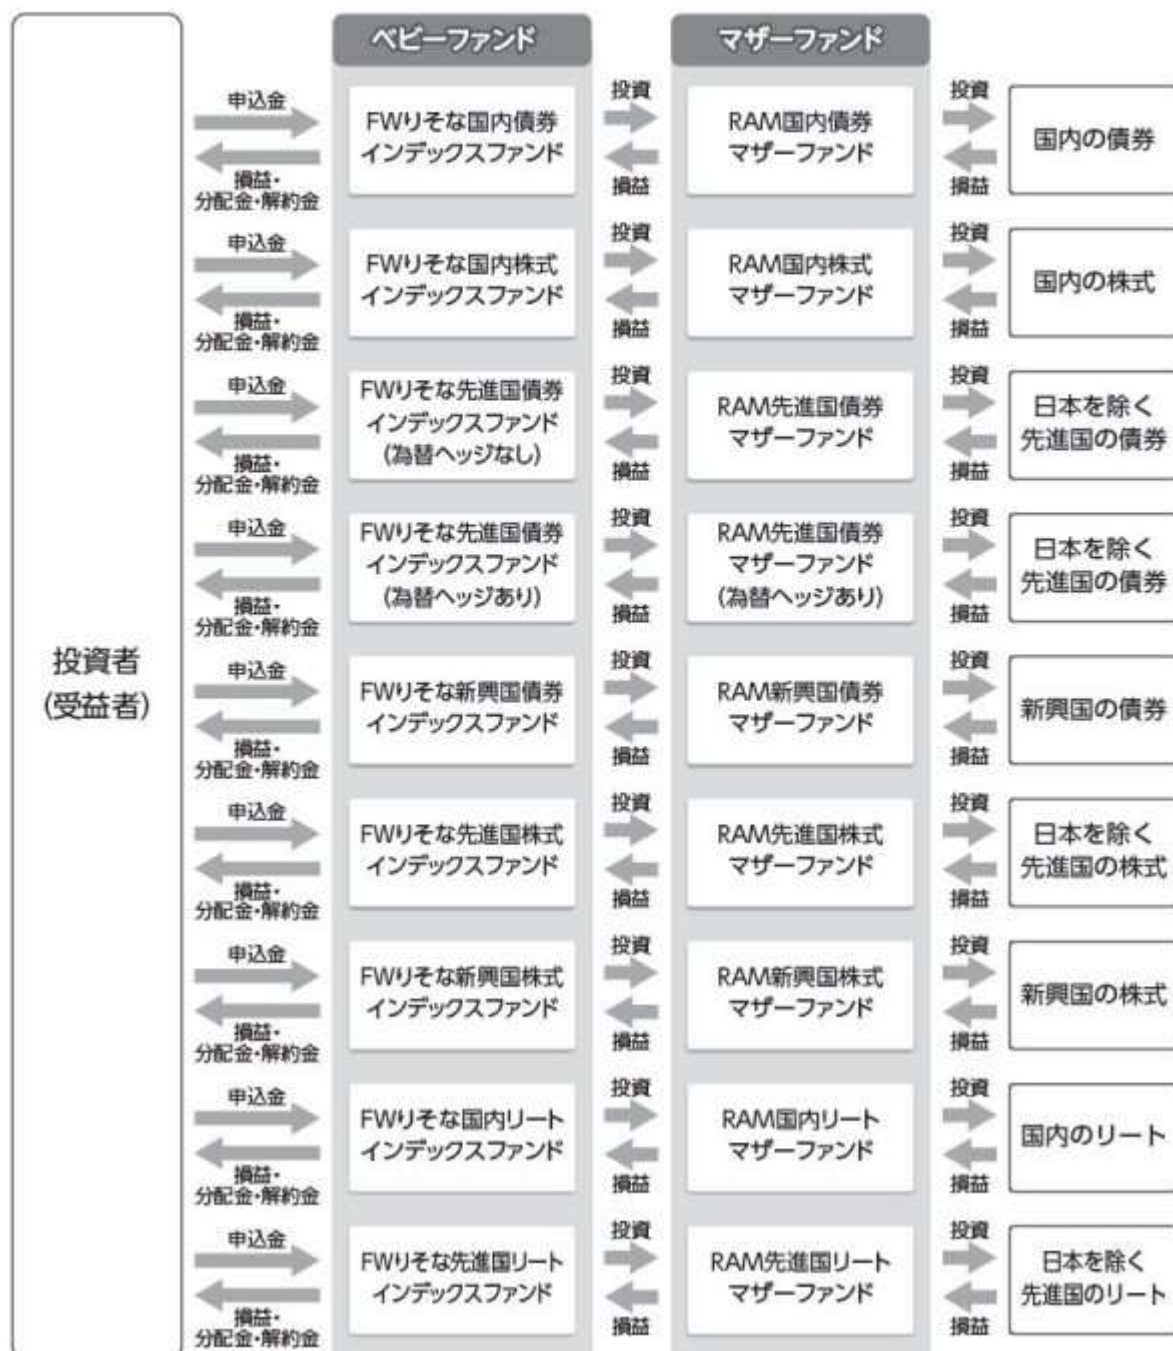 ベビーファンド
マザーファンド
投資者
(受益者)
申込金
損益・
分配金・解約金
FWりそな国内債券
インデックスファンド
投資
損益
RAM国内債券
マザーファンド
投資
損益
国内の債券
申込金
損益・
分配金・解約金
FWりそな国内株式
インデックスファンド
投資
損益
RAM国内株式
マザーファンド
投資
損益
国内の株式
申込金
損益・
分配金・解約金
FWりそな先進国債券
インデックスファンド
(為替ヘッジなし)
投資
損益
RAM先進国債券
マザーファンド
投資
損益
日本を除く
先進国の債券
申込金
損益・
分配金・解約金
FWりそな先進国債券
インデックスファンド
(為替ヘッジあり)
投資
損益
RAM先進国債券
マザーファンド
(為替ヘッジあり)
投資
損益
日本を除く
先進国の債券
申込金
損益・
分配金・解約金
FWりそな新興国債券
インデックスファンド
投資
損益
RAM新興国債券
マザーファンド
投資
損益
新興国の債券
申込金
損益・
分配金・解約金
FWりそな先進国株式
インデックスファンド
投資
損益
RAM先進国株式
マザーファンド
投資
損益
日本を除く
先進国の株式
申込金
損益・
分配金・解約金
FWりそな新興国株式
インデックスファンド
投資
損益
RAM新興国株式
マザーファンド
投資
損益
新興国の株式
申込金
損益・
分配金・解約金
FWりそな国内リート
インデックスファンド
投資
損益
RAM国内リート
マザーファンド
投資
損益
国内のリート
申込金
損益・
分配金・解約金
FWりそな先進国リート
インデックスファンド
投資
損益
RAM先進国リート
マザーファンド
投資
損益
日本を除く
先進国のリート